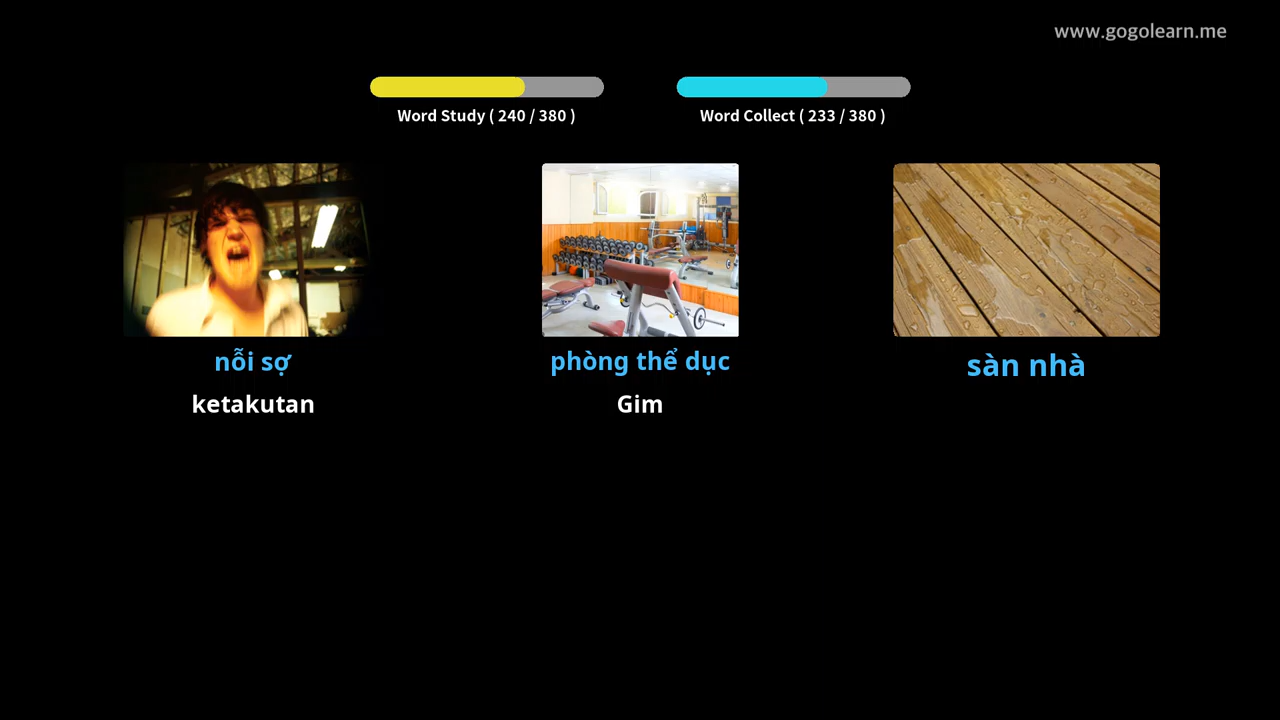 www.gogolearn.me
Word Study ( 240 / 380 )
Word Collect ( 233 / 380 )
nỗi sợ
phòng thể dục
sàn nhà
ketakutan
Gim